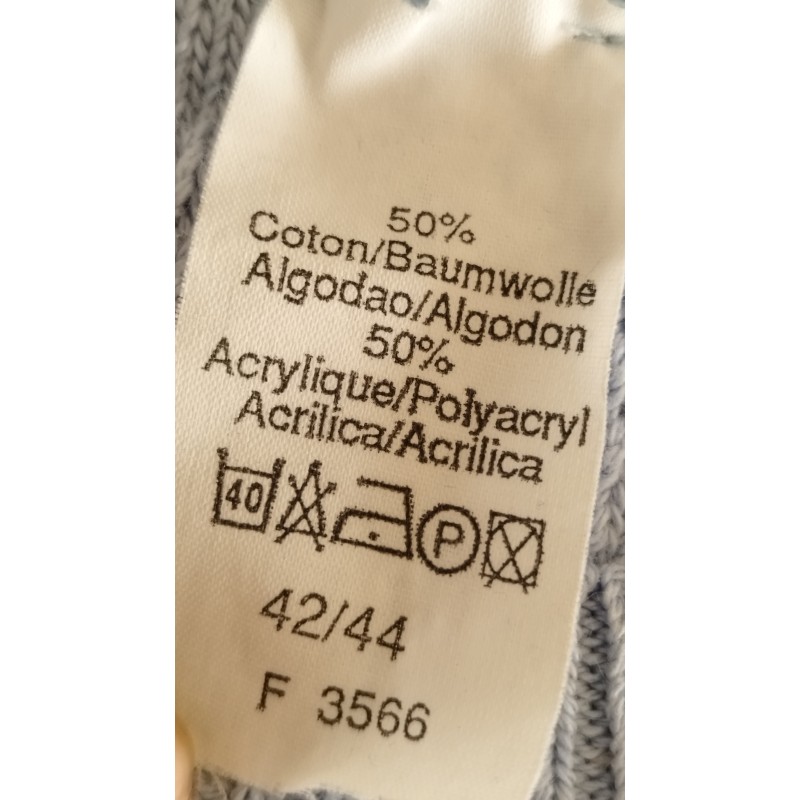 50%
Coton/Baumwolle
Algodao/Algodon
50%
Acrylique/Polyacryl
Acrilica/Acrilica
40 P
42/44
F 3566